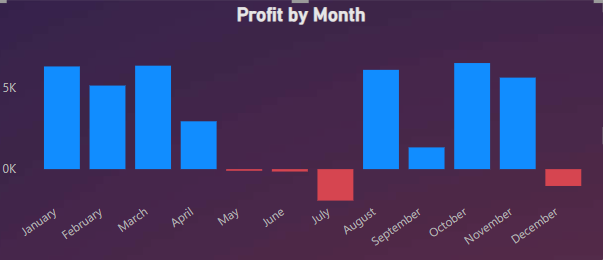 Profit by Month
5K
0K
January
February
March
April
May
June
July
August
September
October
November
December